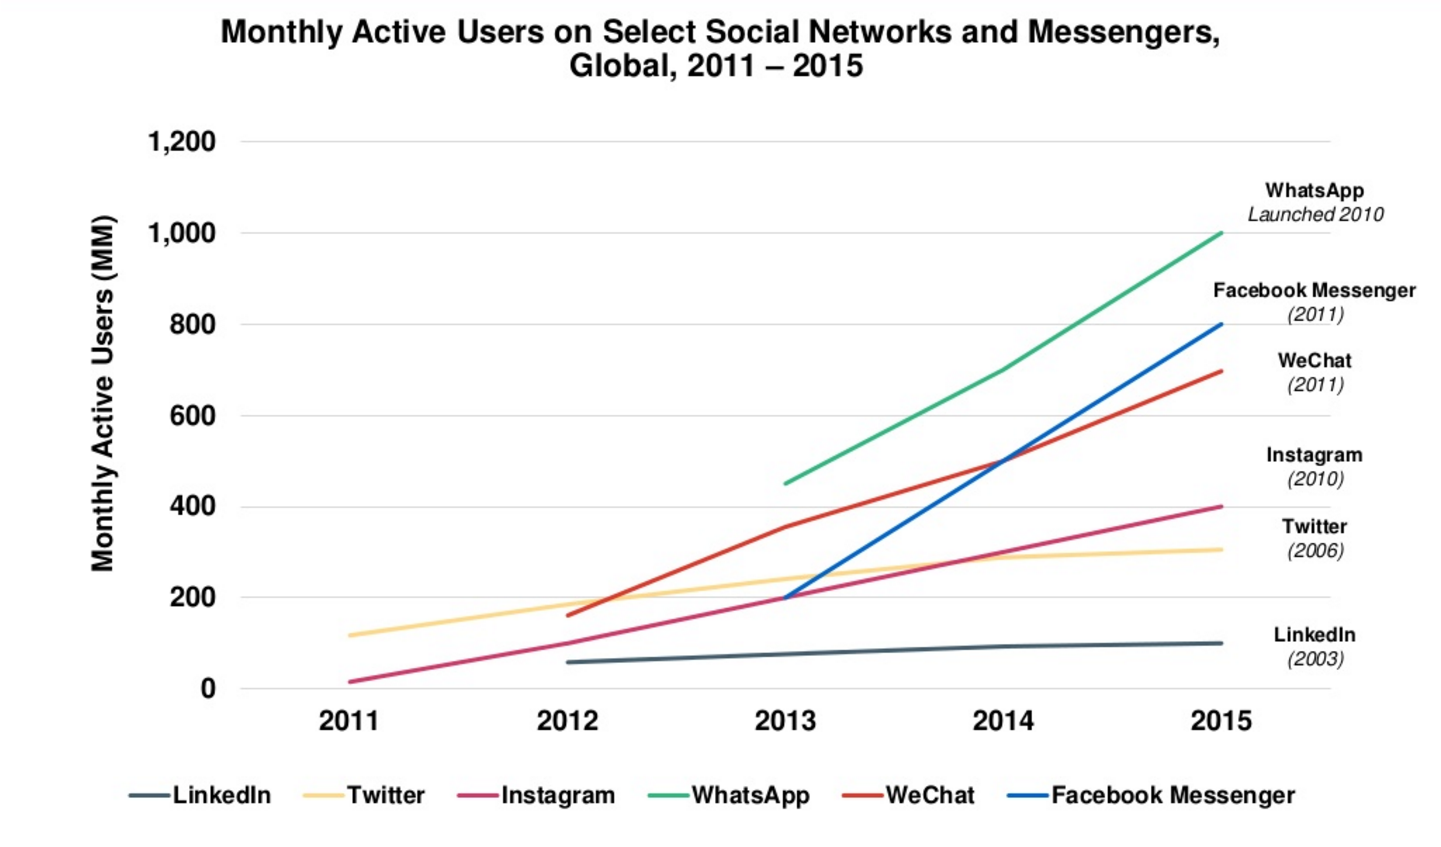 Monthly Active Users on Select Social Networks and Messengers,
Global, 2011 – 2015
Monthly Active Users (MM)
1,200
1,000
800
600
400
200
0
2011 2012 2013 2014 2015
WhatsApp
Launched 2010
Facebook Messenger
(2011)
WeChat
(2011)
Instagram
(2010)
Twitter
(2006)
LinkedIn
(2003)
LinkedIn Twitter Instagram WhatsApp WeChat Facebook Messenger